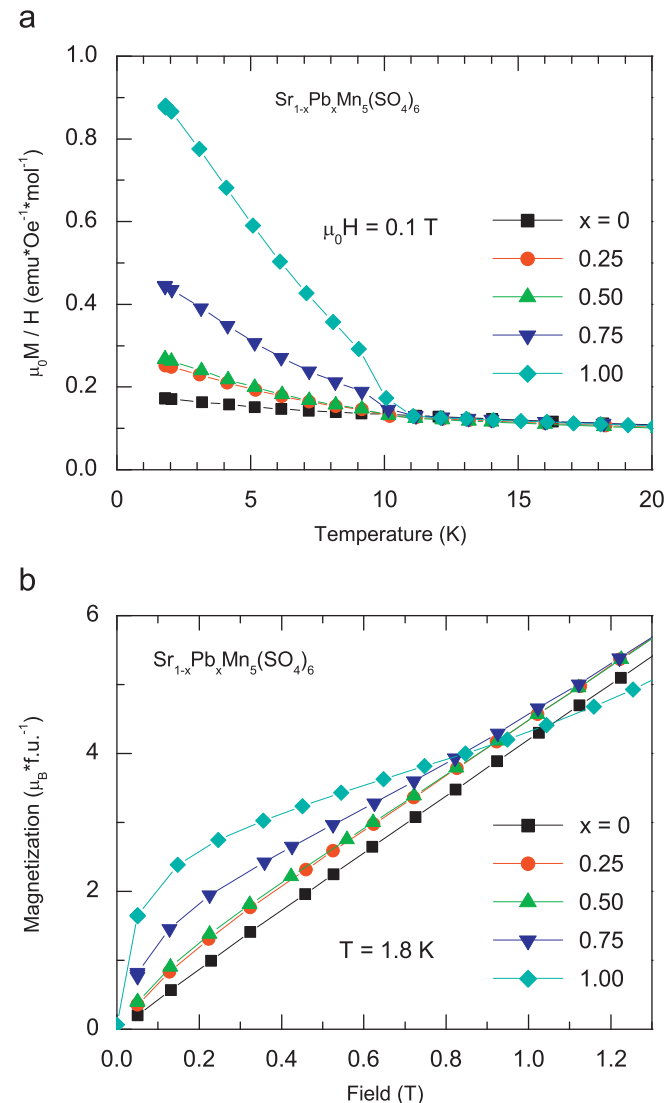 a
Sr₁₋ₓPbₓMn₅(SO₄)₆
μ₀H = 0.1 T
x = 0
0.25
0.50
0.75
1.00
μ₀M / H (emu*Oe⁻¹*mol⁻¹)
1.0
0.8
0.6
0.4
0.2
0.0
0 5 10 15 20
Temperature (K)
b
Sr₁₋ₓPbₓMn₅(SO₄)₆
T = 1.8 K
x = 0
0.25
0.50
0.75
1.00
Magnetization (μ_B*f.u.⁻¹)
6
4
2
0
0.0 0.2 0.4 0.6 0.8 1.0 1.2
Field (T)